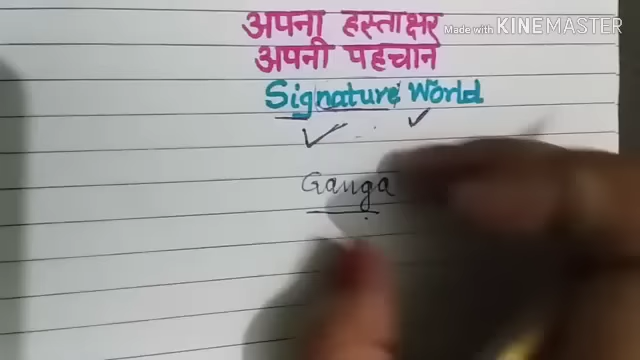 अपना हस्ताक्षर
Made with KINEMASTER
अपनी पहचान
Signature World
Ganga